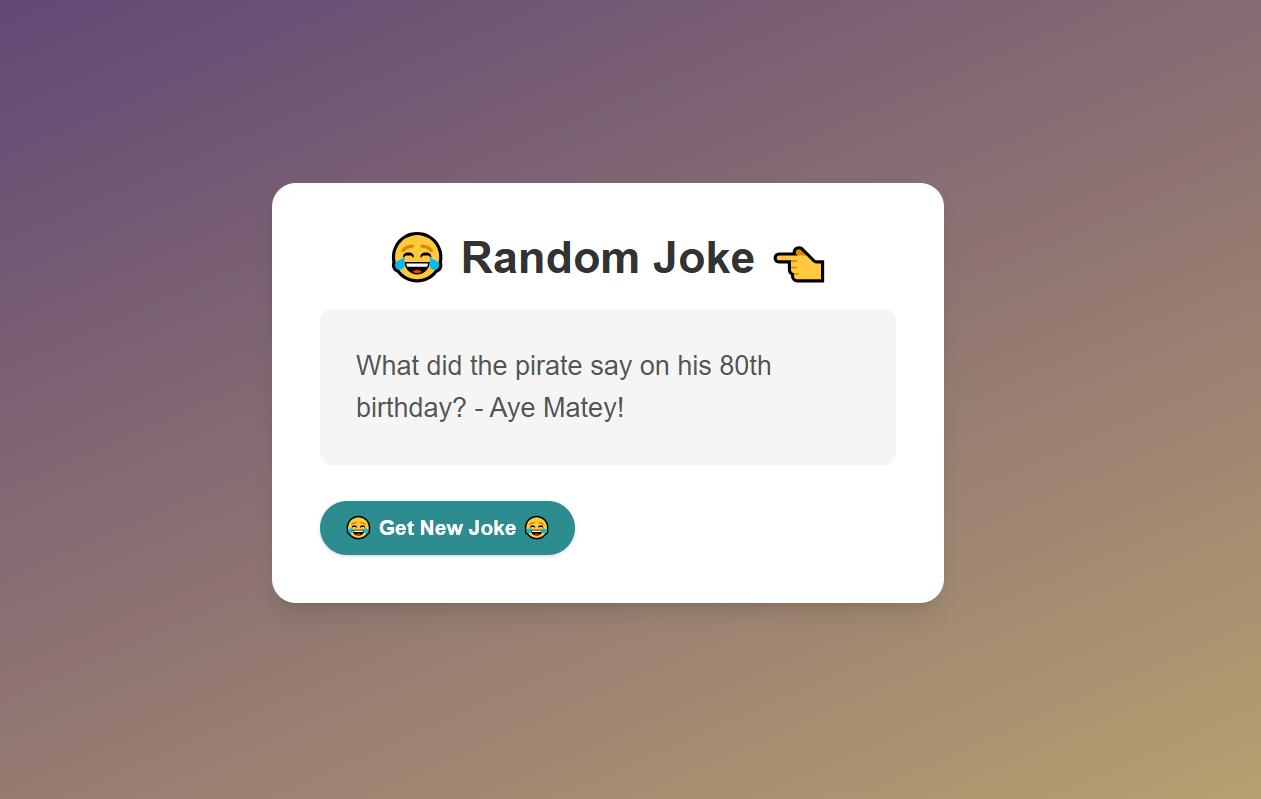 😂 Random Joke 👈
What did the pirate say on his 80th
birthday? - Aye Matey!
😂 Get New Joke 😂